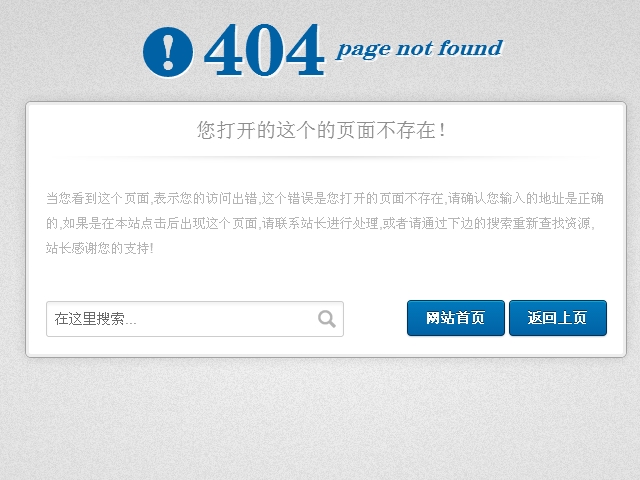 ! 404 page not found
您打开的这个的页面不存在！
当您看到这个页面,表示您的访问出错,这个错误是您打开的页面不存在,请确认您输入的地址是正确
的,如果是在本站点击后出现这个页面,请联系站长进行处理,或者请通过下边的搜索重新查找资源,
站长感谢您的支持!
在这里搜索...
网站首页 返回上页